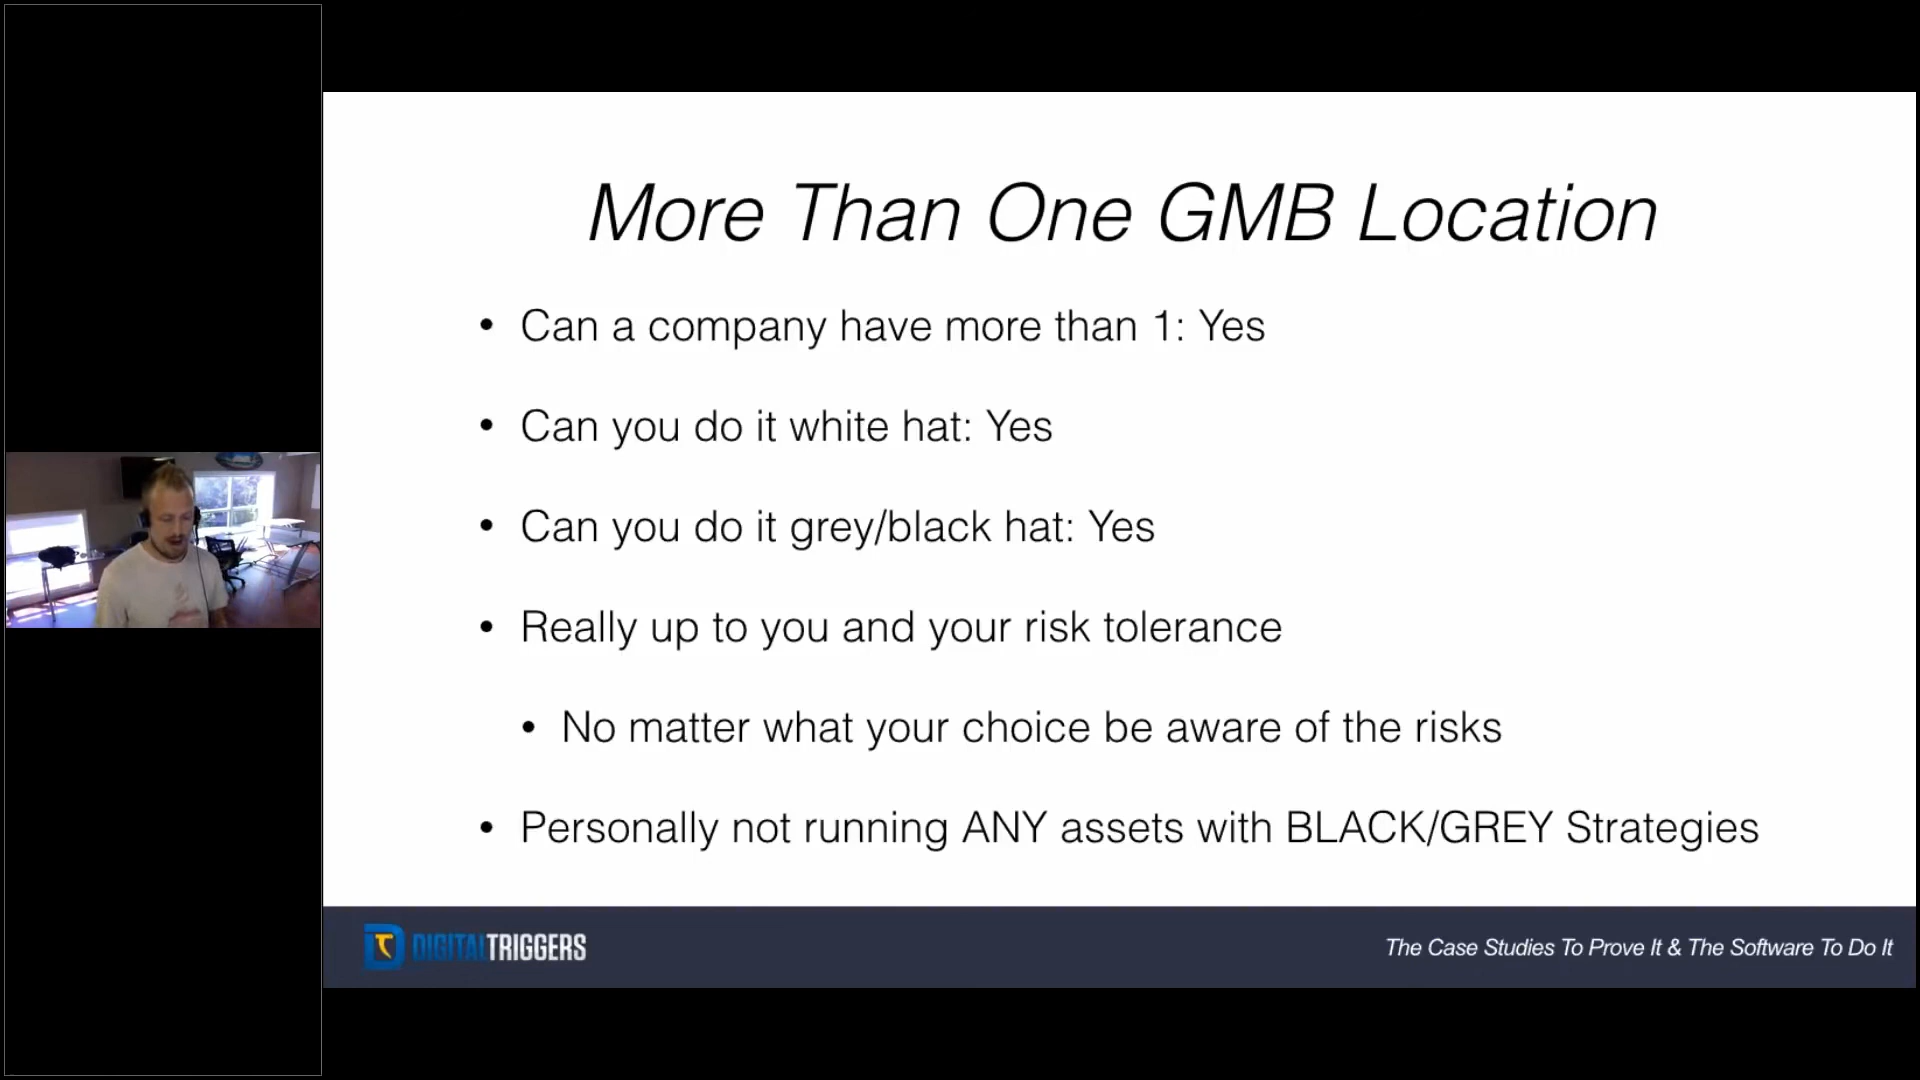 More Than One GMB Location
• Can a company have more than 1: Yes
• Can you do it white hat: Yes
• Can you do it grey/black hat: Yes
• Really up to you and your risk tolerance
• No matter what your choice be aware of the risks
• Personally not running ANY assets with BLACK/GREY Strategies
DIGITALTRIGGERS
The Case Studies To Prove It & The Software To Do It